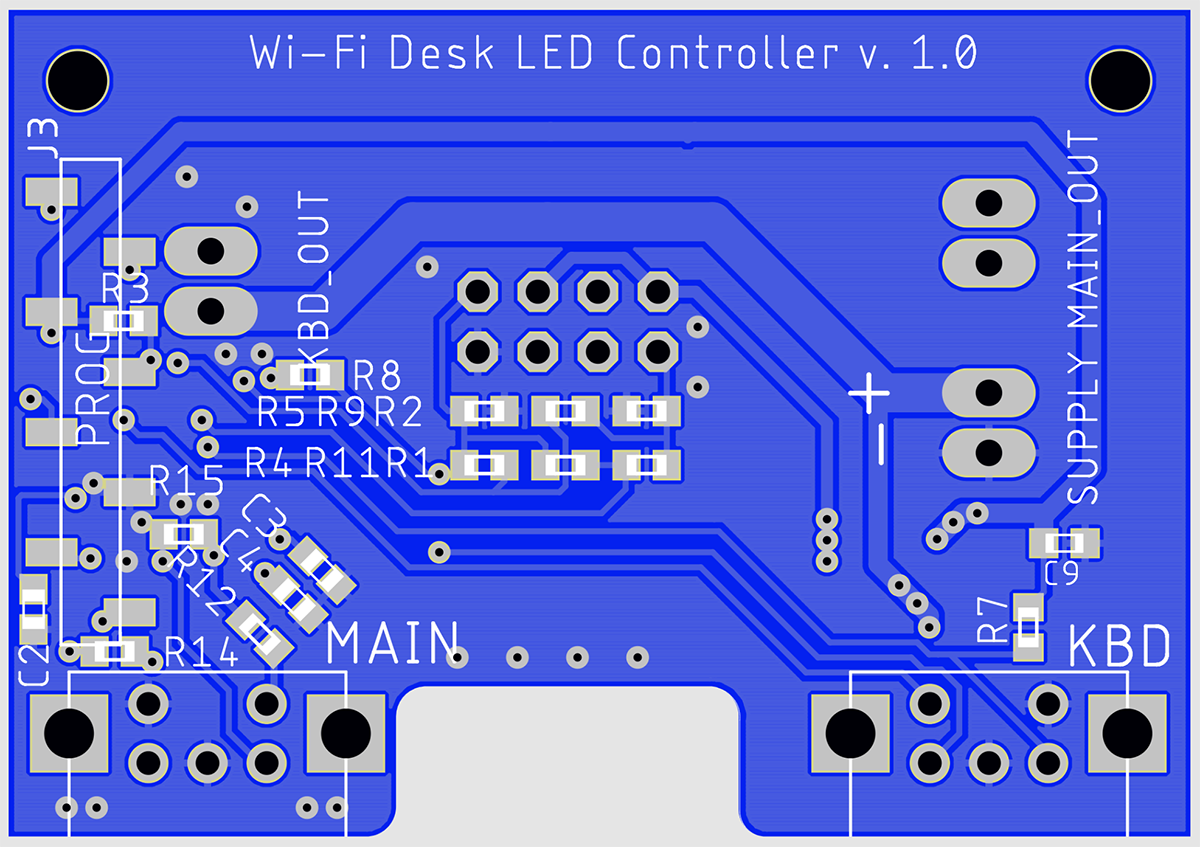 Wi-Fi Desk LED Controller v. 1.0
J3
KBD_OUT
SUPPLY MAIN_OUT
R3
PROG
R8
R5 R9 R2
R4 R11 R1
+
-
R15
C3
C4
R12
C9
R7
C2
R14
MAIN
KBD